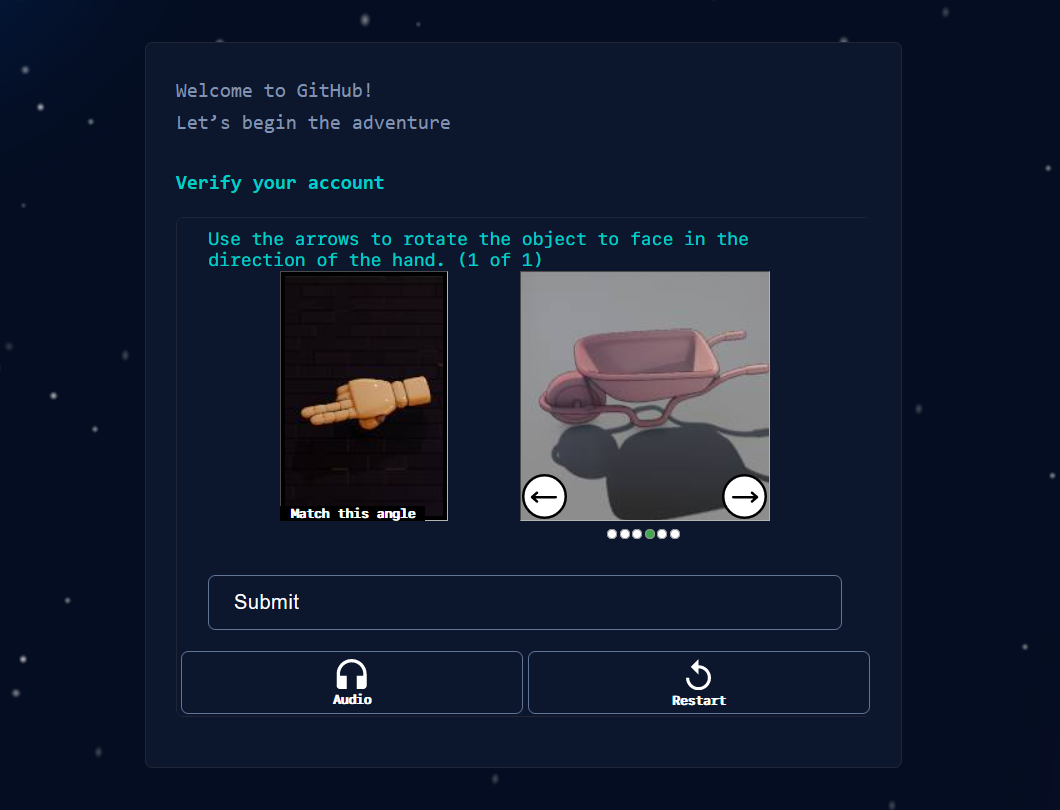 Welcome to GitHub!
Let’s begin the adventure
Verify your account
Use the arrows to rotate the object to face in the
direction of the hand. (1 of 1)
Match this angle
Submit
Audio
Restart